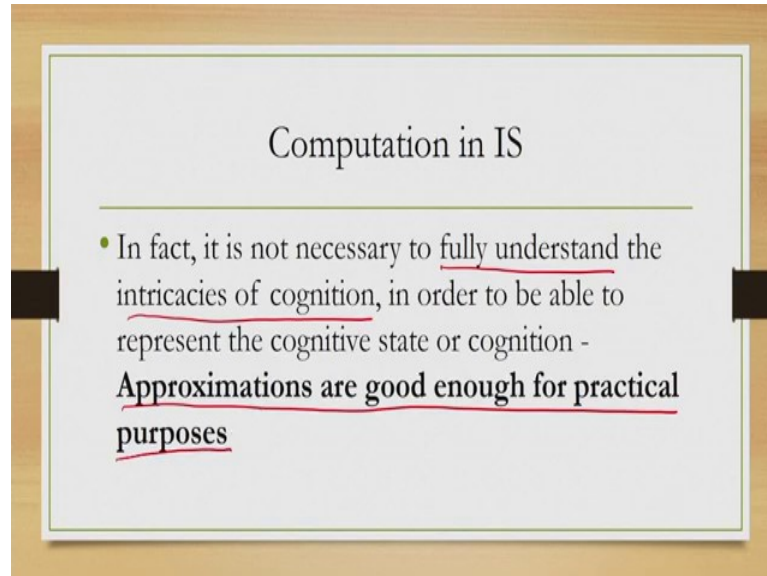 Computation in IS
• In fact, it is not necessary to fully understand the
intricacies of cognition, in order to be able to
represent the cognitive state or cognition -
Approximations are good enough for practical
purposes